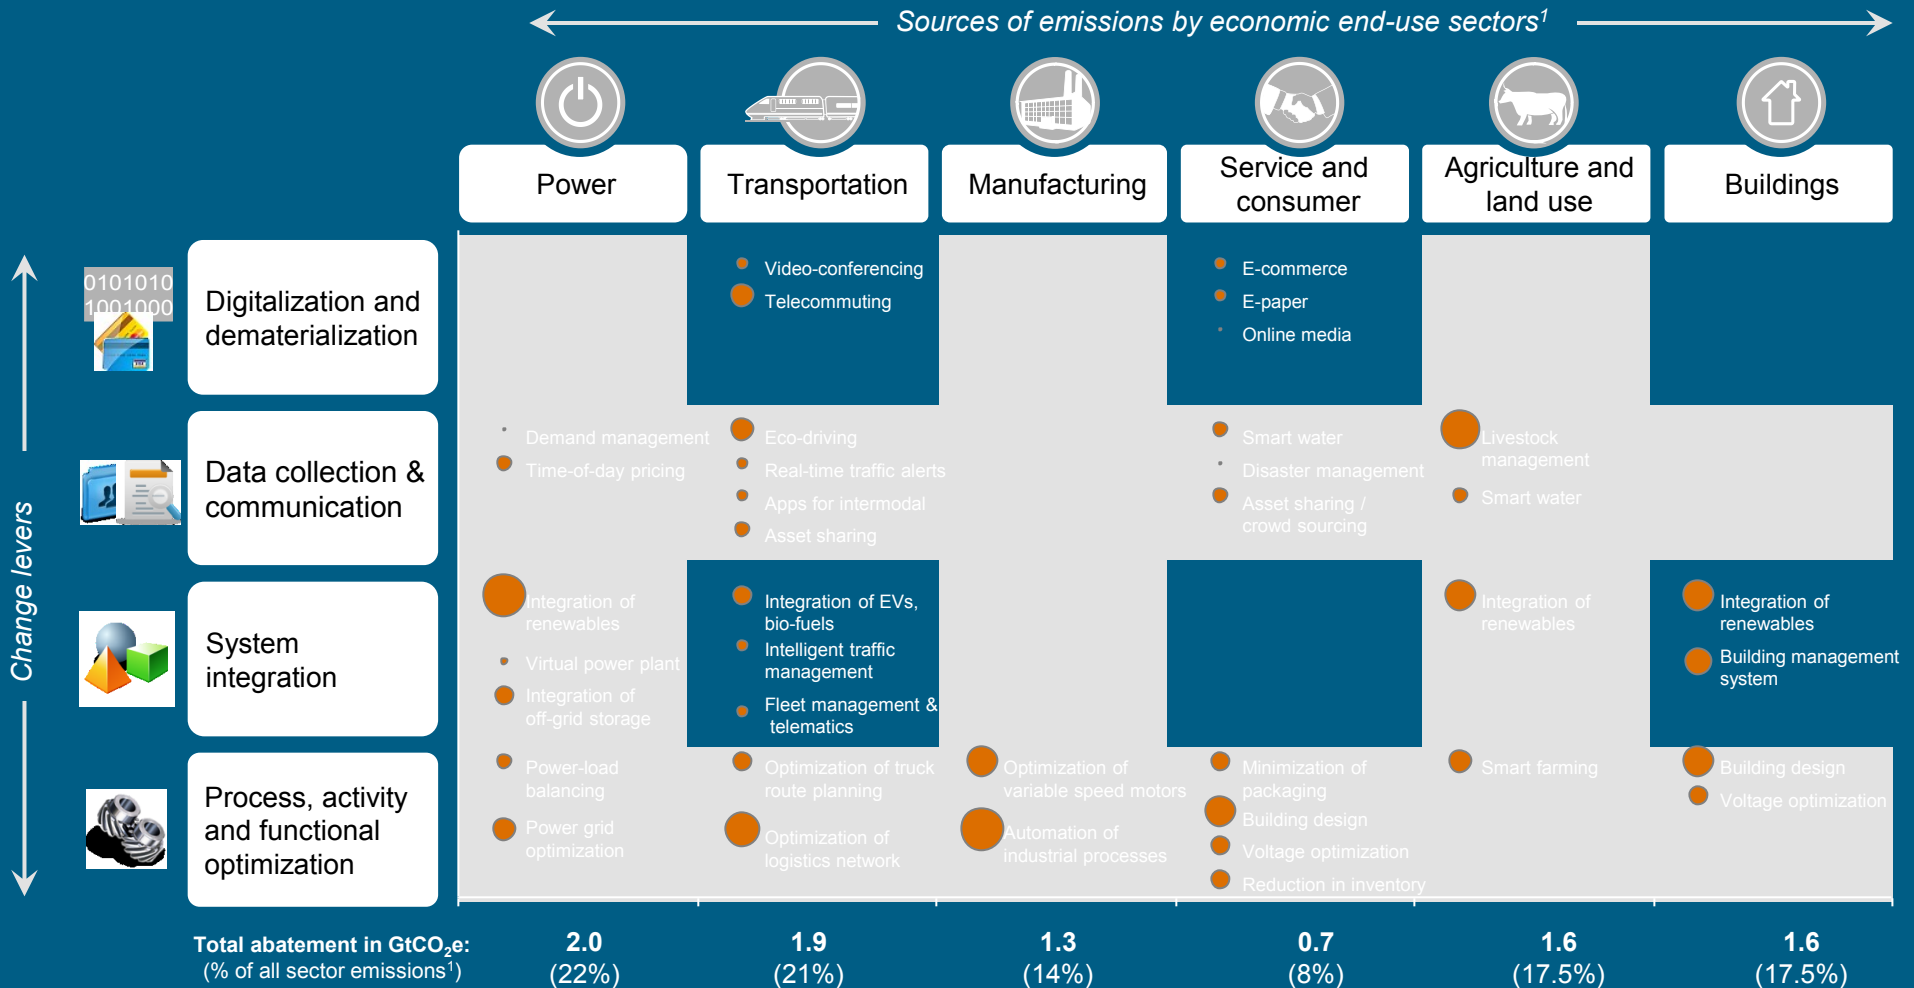 Sources of emissions by economic end-use sectors1
Power
Transportation
Manufacturing
Service and
consumer
Agriculture and
land use
Buildings
Change levers
0101010
1001000
Digitalization and
dematerialization
Video-conferencing
Telecommuting
E-commerce
E-paper
Online media
Data collection &
communication
Demand management
Time-of-day pricing
Eco-driving
Real-time traffic alerts
Apps for intermodal
Asset sharing
Smart water
Disaster management
Asset sharing /
crowd sourcing
Livestock
management
Smart water
System
integration
Integration of
renewables
Virtual power plant
Integration of
off-grid storage
Integration of EVs,
bio-fuels
Intelligent traffic
management
Fleet management &
telematics
Integration of
renewables
Integration of
renewables
Building management
system
Process, activity
and functional
optimization
Power-load
balancing
Power grid
optimization
Optimization of truck
route planning
Optimization of
logistics network
Optimization of
variable speed motors
Automation of
industrial processes
Minimization of
packaging
Building design
Voltage optimization
Reduction in inventory
Smart farming
Building design
Voltage optimization
Total abatement in GtCO2e:
(% of all sector emissions1)
2.0
(22%)
1.9
(21%)
1.3
(14%)
0.7
(8%)
1.6
(17.5%)
1.6
(17.5%)